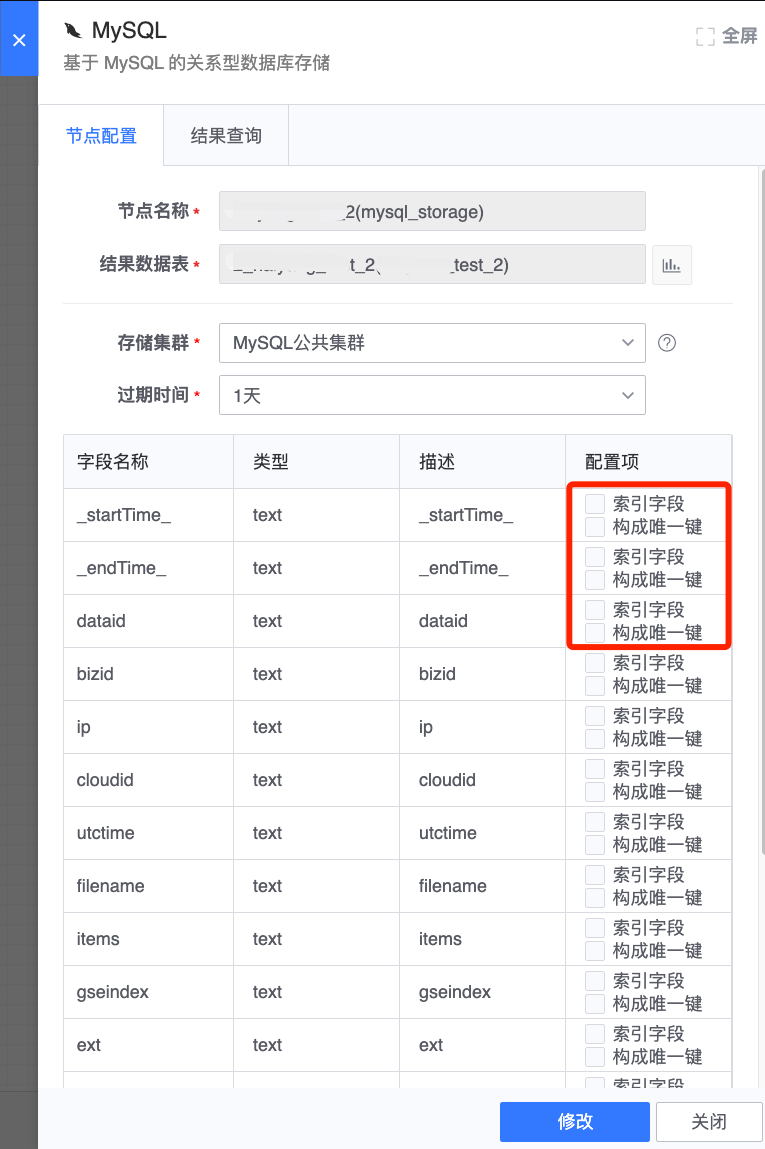 MySQL
全屏
基于 MySQL 的关系型数据库存储
节点配置 结果查询
节点名称* _2(mysql_storage)
结果数据表* t_2、 _test_2)
存储集群* MySQL公共集群
过期时间* 1天
字段名称 类型 描述 配置项
_startTime_ text _startTime_ 索引字段
构成唯一键
_endTime_ text _endTime_ 索引字段
构成唯一键
dataid text dataid 索引字段
构成唯一键
bizid text bizid 索引字段
构成唯一键
ip text ip 索引字段
构成唯一键
cloudid text cloudid 索引字段
构成唯一键
utctime text utctime 索引字段
构成唯一键
filename text filename 索引字段
构成唯一键
items text items 索引字段
构成唯一键
gseindex text gseindex 索引字段
构成唯一键
ext text ext 索引字段
构成唯一键
索引字段
修改 关闭